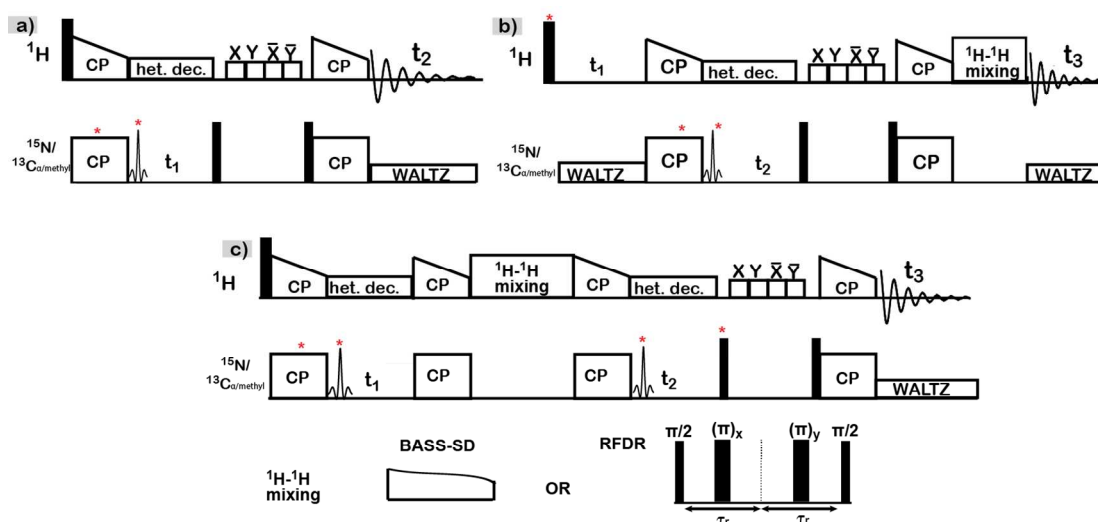 a)
¹H
CP
het. dec.
X Y X̅ Y̅
CP
t₂
*
*
¹⁵N/
¹³Cα/methyl
CP
t₁
CP
WALTZ
b)
*
¹H
t₁
CP
het. dec.
X Y X̅ Y̅
CP
¹H-¹H
mixing
t₃
*
*
¹⁵N/
¹³Cα/methyl
WALTZ
CP
t₂
CP
WALTZ
c)
¹H
CP
het. dec.
CP
¹H-¹H
mixing
CP
het. dec.
X Y X̅ Y̅
CP
t₃
*
*
*
*
¹⁵N/
¹³Cα/methyl
CP
t₁
CP
CP
t₂
CP
WALTZ
¹H-¹H
mixing
BASS-SD
OR
RFDR
π/2
(π)x
(π)y
π/2
τr
τr